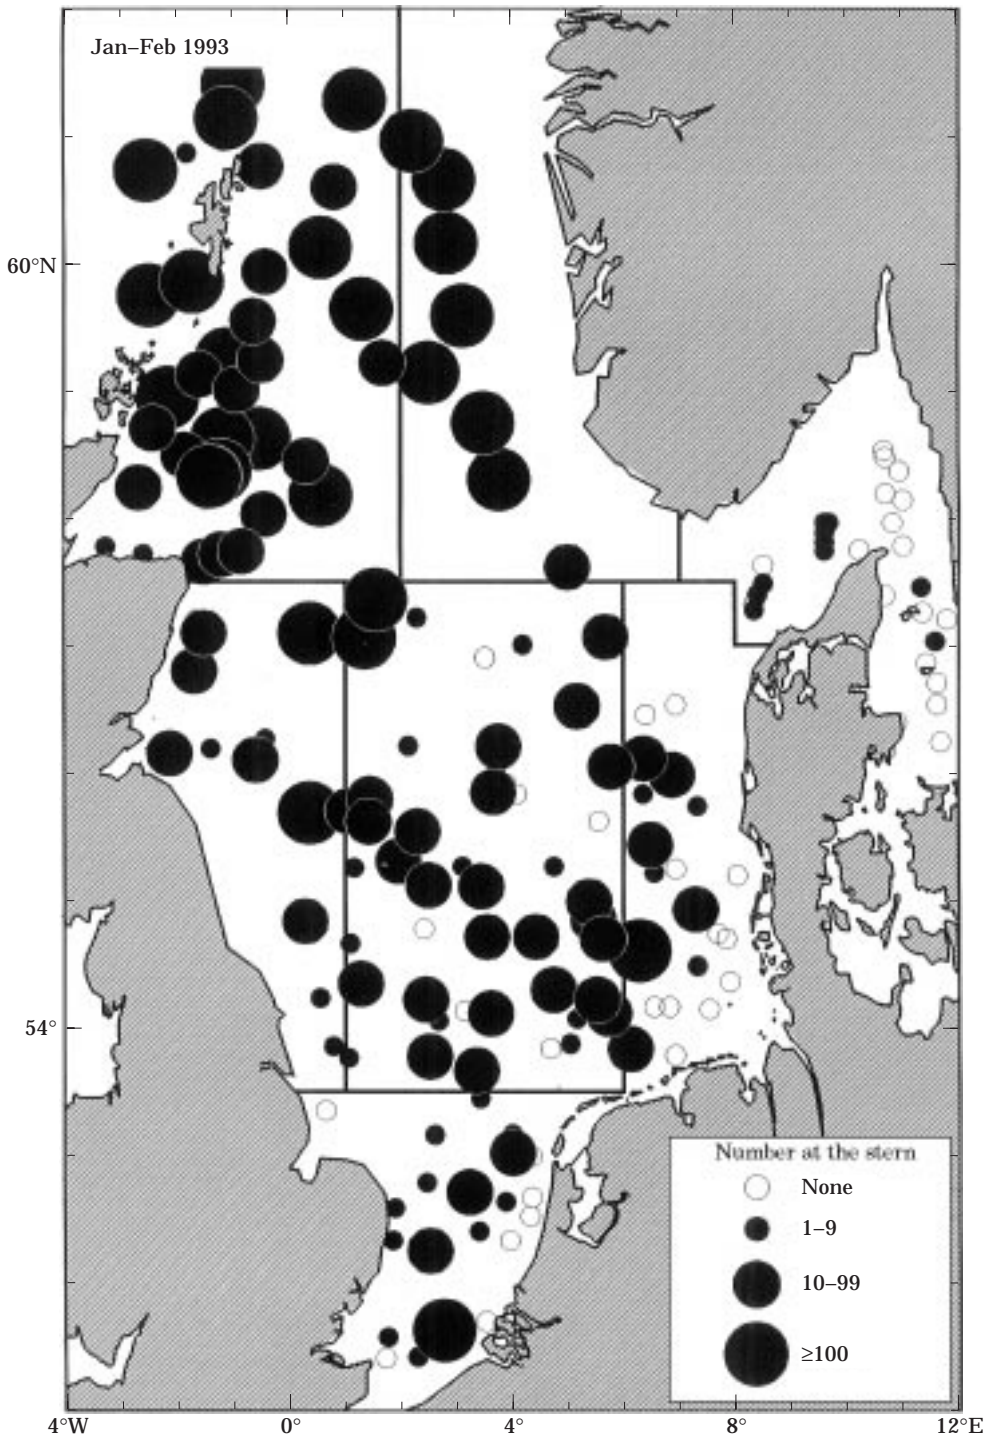 Jan–Feb 1993
60°N
54°
Number at the stern
None
1–9
10–99
≥100
4°W 0° 4° 8° 12°E